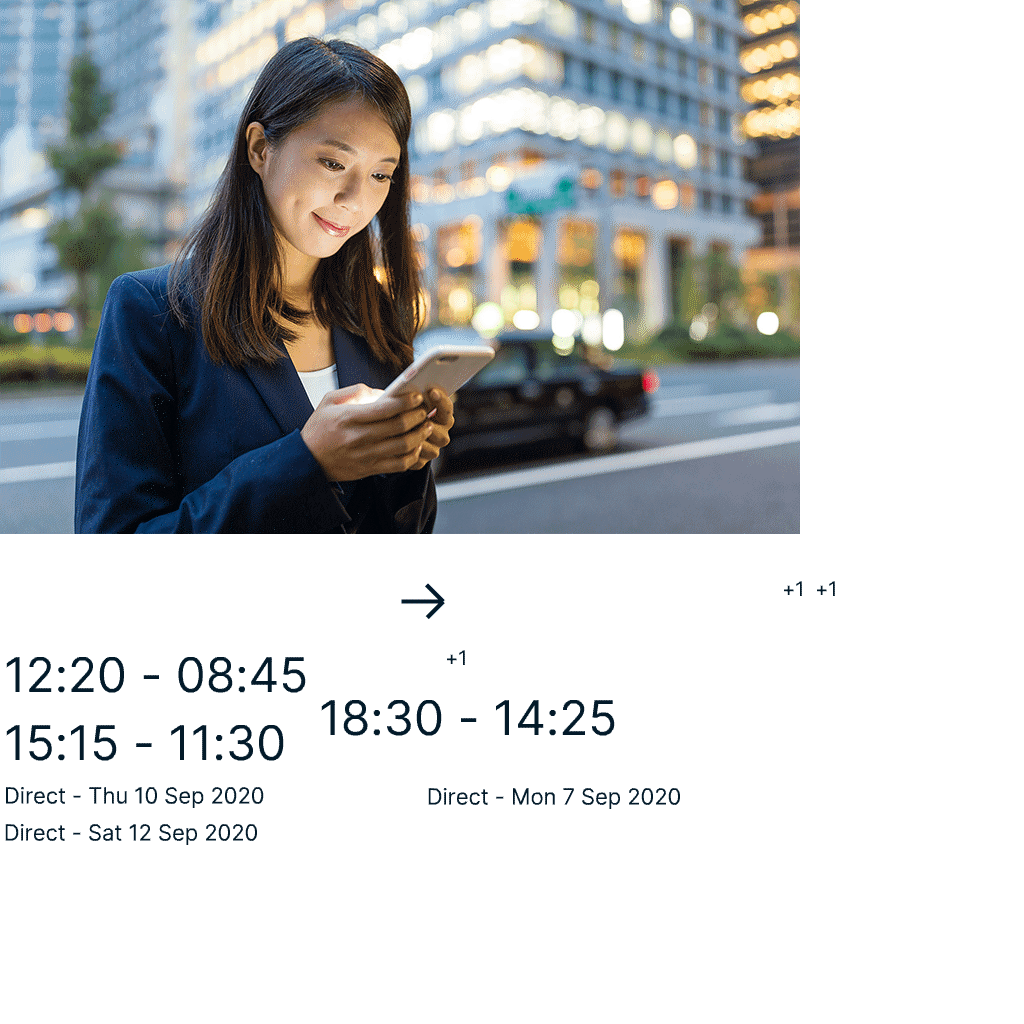 +1 +1
+1
12:20 - 08:45
18:30 - 14:25
15:15 - 11:30
Direct - Thu 10 Sep 2020
Direct - Mon 7 Sep 2020
Direct - Sat 12 Sep 2020